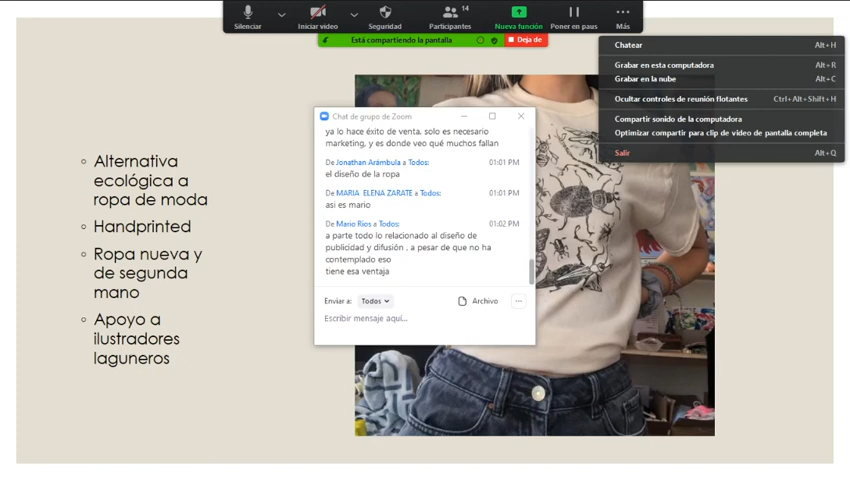 Silenciar
Iniciar video
Seguridad
14
Participantes
Nueva función
Poner en paus
Más
Está compartiendo la pantalla
Deja de
Chatear Alt+H
Grabar en esta computadora Alt+R
Grabar en la nube Alt+C
Ocultar controles de reunión flotantes Ctrl+Alt+Shift+H
Compartir sonido de la computadora
Optimizar compartir para clip de video de pantalla completa
Salir Alt+Q
Chat de grupo de Zoom
ya lo hace éxito de venta, solo es necesario
marketing, y es donde veo qué muchos fallan
De Jonathan Arámbula a Todos: 01:01 PM
el diseño de la ropa
De MARIA ELENA ZARATE a Todos: 01:01 PM
asi es mario
De Mario Rios a Todos: 01:02 PM
a parte todo lo relacionado al diseño de
publicidad y difusión , a pesar de que no ha
contemplado eso
tiene esa ventaja
Enviar a: Todos
Archivo
Escribir mensaje aquí...
Alternativa
ecológica a
ropa de moda
Handprinted
Ropa nueva y
de segunda
mano
Apoyo a
ilustradores
laguneros